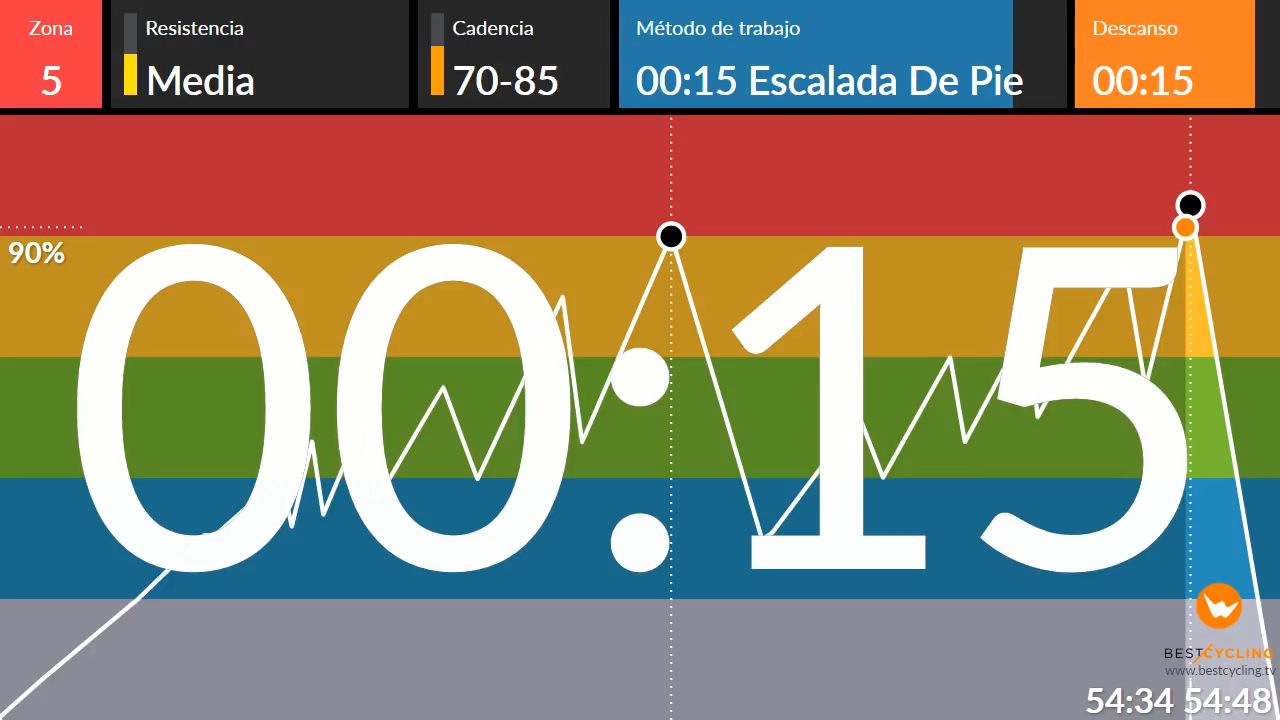 Zona
5
Resistencia
Media
Cadencia
70-85
Método de trabajo
00:15 Escalada De Pie
Descanso
00:15
90%
00:15
BESTCYCLING
www.bestcycling.tv
54:34 54:48